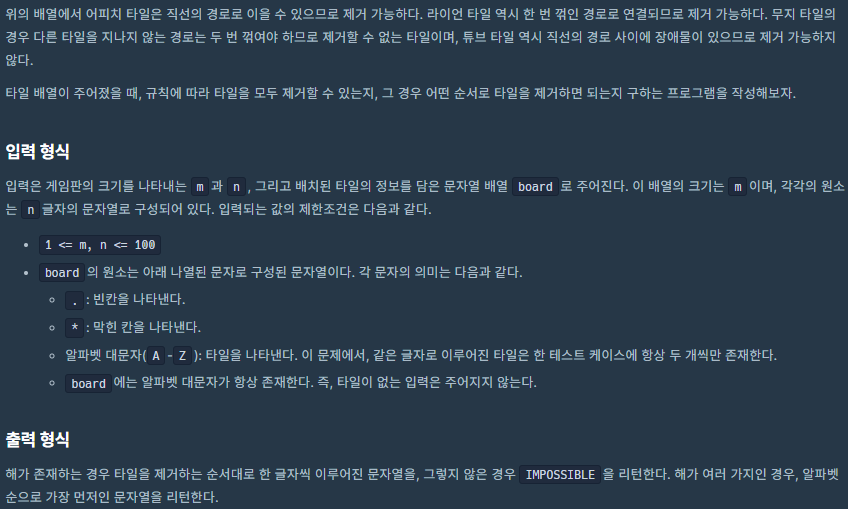 위의 배열에서 어피치 타일은 직선의 경로로 이을 수 있으므로 제거 가능하다. 라이언 타일 역시 한 번 꺾인 경로로 연결되므로 제거 가능하다. 무지 타일의
경우 다른 타일을 지나지 않는 경로는 두 번 꺾여야 하므로 제거할 수 없는 타일이며, 튜브 타일 역시 직선의 경로 사이에 장애물이 있으므로 제거 가능하지
않다.
타일 배열이 주어졌을 때, 규칙에 따라 타일을 모두 제거할 수 있는지, 그 경우 어떤 순서로 타일을 제거하면 되는지 구하는 프로그램을 작성해보자.
입력 형식
입력은 게임판의 크기를 나타내는 m 과 n , 그리고 배치된 타일의 정보를 담은 문자열 배열 board 로 주어진다. 이 배열의 크기는 m 이며, 각각의 원소
는 n 글자의 문자열로 구성되어 있다. 입력되는 값의 제한조건은 다음과 같다.
• 1 <= m, n <= 100
• board 의 원소는 아래 나열된 문자로 구성된 문자열이다. 각 문자의 의미는 다음과 같다.
◦ . : 빈칸을 나타낸다.
◦ * : 막힌 칸을 나타낸다.
◦ 알파벳 대문자( A - Z ): 타일을 나타낸다. 이 문제에서, 같은 글자로 이루어진 타일은 한 테스트 케이스에 항상 두 개씩만 존재한다.
◦ board 에는 알파벳 대문자가 항상 존재한다. 즉, 타일이 없는 입력은 주어지지 않는다.
출력 형식
해가 존재하는 경우 타일을 제거하는 순서대로 한 글자씩 이루어진 문자열을, 그렇지 않은 경우 IMPOSSIBLE 을 리턴한다. 해가 여러 가지인 경우, 알파벳
순으로 가장 먼저인 문자열을 리턴한다.